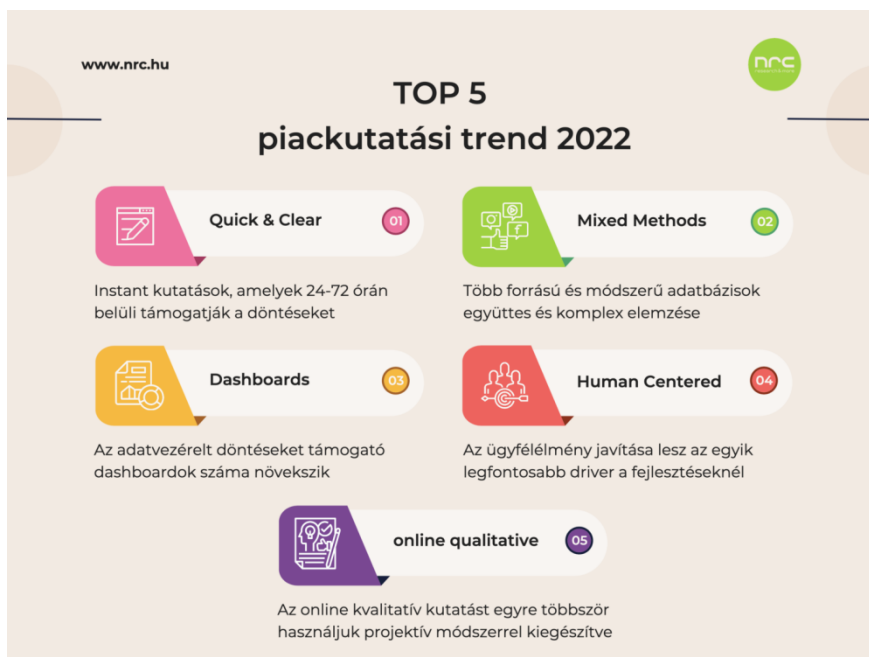 www.nrc.hu
nrc
TOP 5
piackutatási trend 2022
Quick & Clear
01
Instant kutatások, amelyek 24-72 órán
belüli támogatják a döntéseket
Mixed Methods
02
Több forrású és módszerű adatbázisok
együttes és komplex elemzése
Dashboards
03
Az adatvezérelt döntéseket támogató
dashboardok száma növekszik
Human Centered
04
Az ügyfélélmény javítása lesz az egyik
legfontosabb driver a fejlesztéseknél
online qualitative
05
Az online kvalitatív kutatást egyre többször
használjuk projektív módszerrel kiegészítve